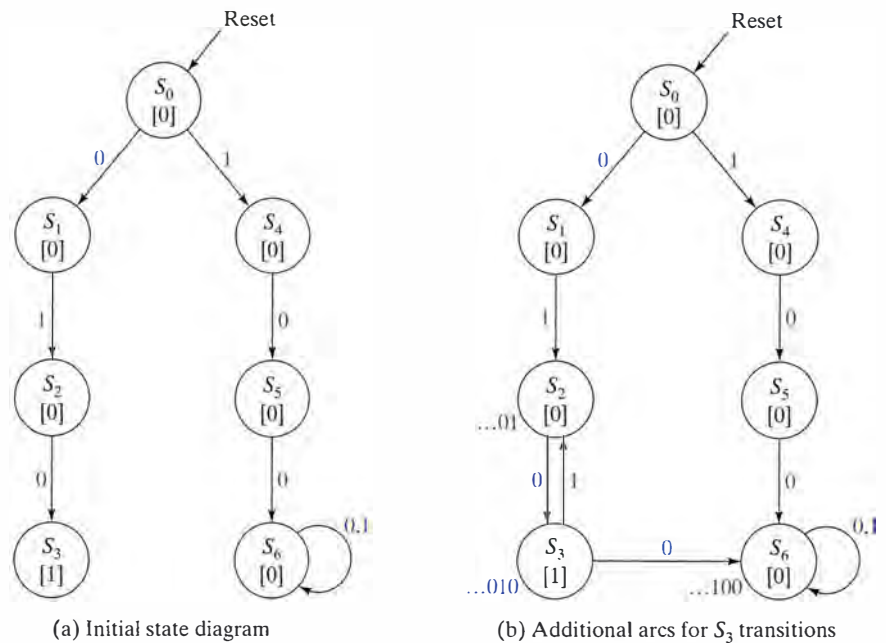 Reset
S0
[0]
0
1
S1
[0]
S4
[0]
1
0
S2
[0]
S5
[0]
0
0
S3
[1]
S6
[0]
0,1
(a) Initial state diagram
Reset
S0
[0]
0
1
S1
[0]
S4
[0]
1
0
S2
[0]
...01
S5
[0]
0
1
0
S3
[1]
...010
0
S6
[0]
...100
0,1
(b) Additional arcs for S3 transitions